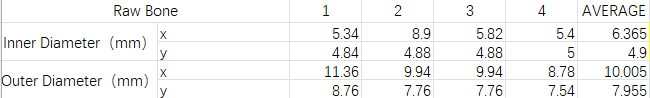 Raw Bone 1 2 3 4 AVERAGE
Inner Diameter（mm） x 5.34 8.9 5.82 5.4 6.365
y 4.84 4.88 4.88 5 4.9
Outer Diameter（mm） x 11.36 9.94 9.94 8.78 10.005
y 8.76 7.76 7.76 7.54 7.955